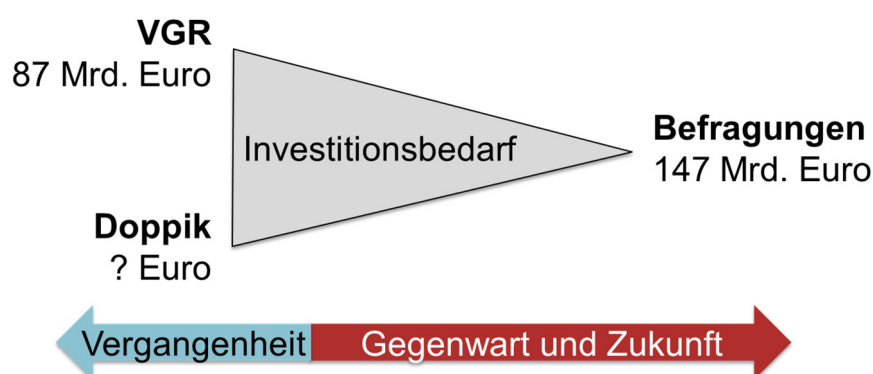 VGR
87 Mrd. Euro
Investitionsbedarf
Befragungen
147 Mrd. Euro
Doppik
? Euro
Vergangenheit
Gegenwart und Zukunft